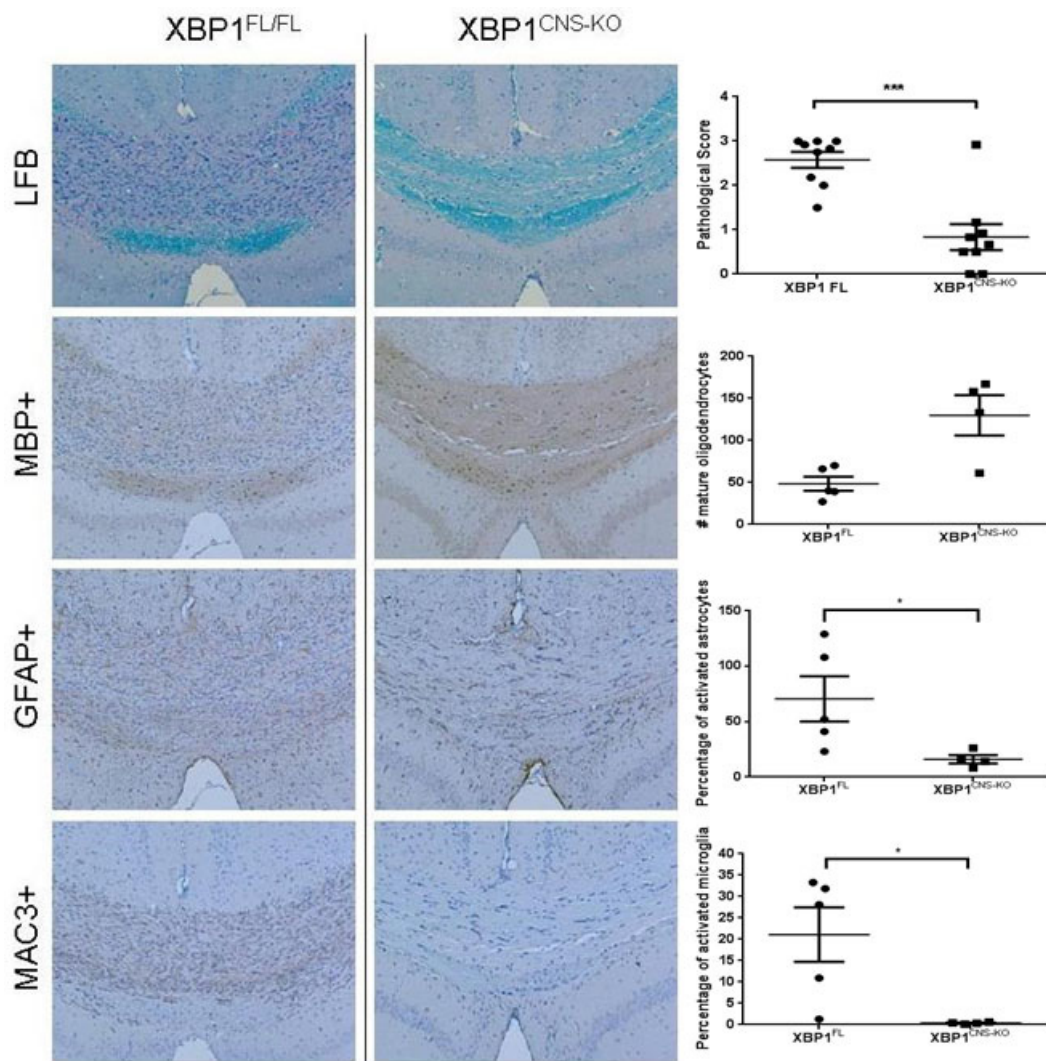 XBP1FL/FL
XBP1CNS-KO
LFB
MBP+
GFAP+
MAC3+
***
Pathological Score
4
3
2
1
0
XBP1 FL
XBP1CNS-KO
# mature oligodendrocytes
200
150
100
50
0
XBP1FL
XBP1CNS-KO
*
Percentage of activated astrocytes
150
100
50
0
XBP1FL
XBP1CNS-KO
*
Percentage of activated microglia
40
35
30
25
20
15
10
5
0
XBP1FL
XBP1CNS-KO